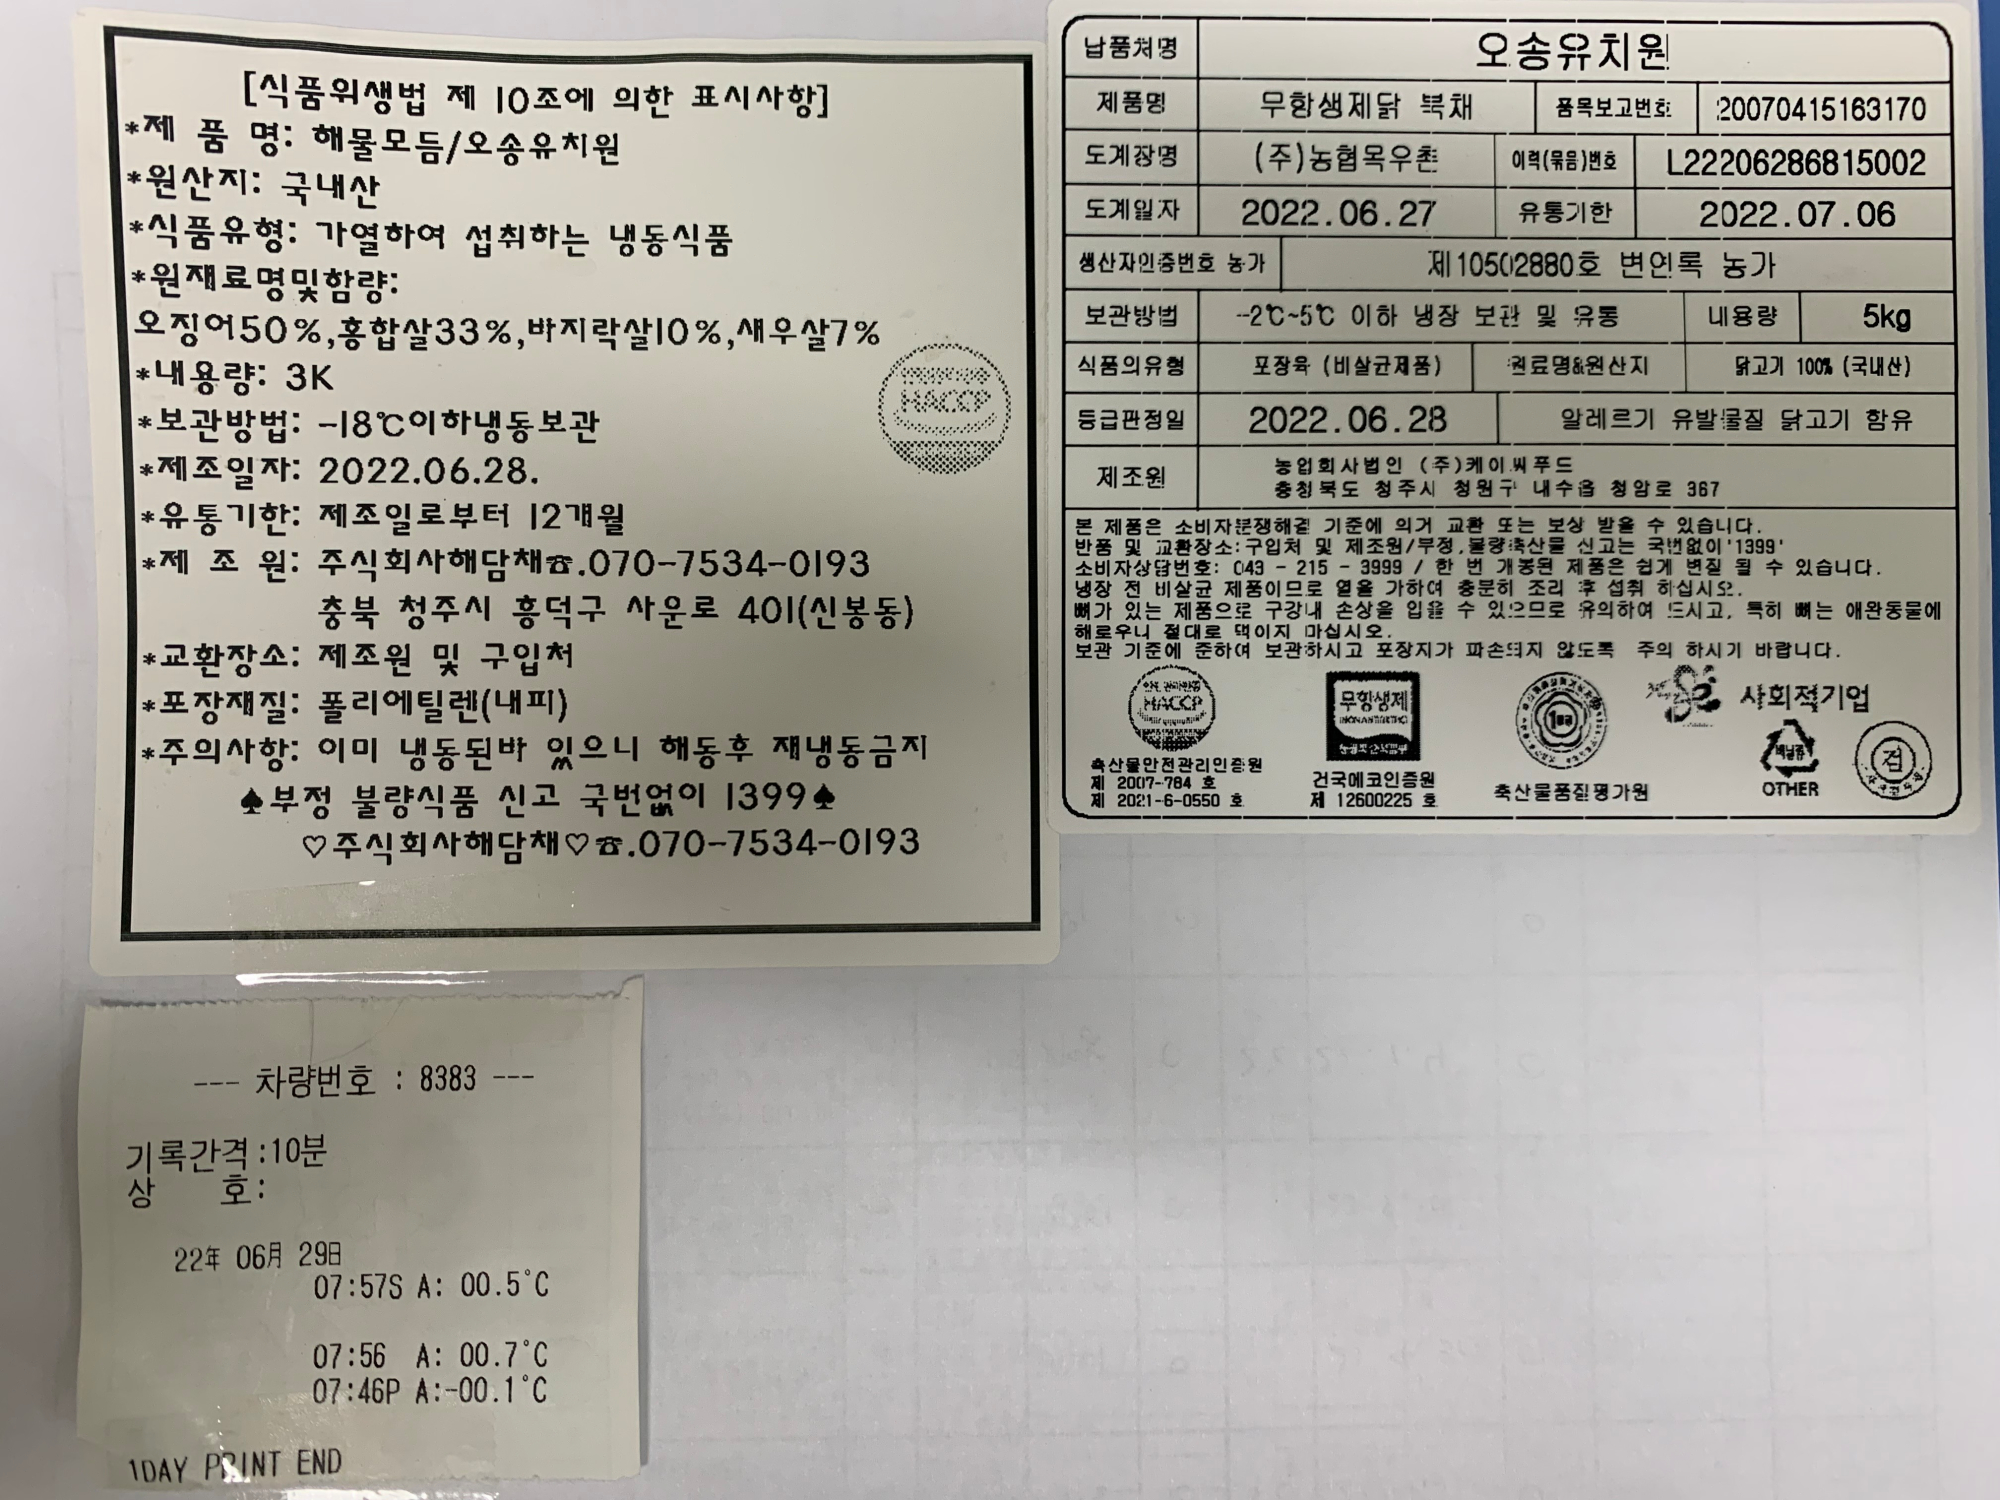 [식품위생법 제 10조에 의한 표시사항]
*제 품 명: 해물모듬/오송유치원
*원산지: 국내산
*식품유형: 가열하여 섭취하는 냉동식품
*원재료명및함량:
오징어50%,홍합살33%,바지락살10%,새우살7%
*내용량: 3K
*보관방법: -18℃이하냉동보관
*제조일자: 2022.06.28.
*유통기한: 제조일로부터 12개월
*제 조 원: 주식회사해담채☎.070-7534-0193
충북 청주시 흥덕구 사운로 401(신봉동)
*교환장소: 제조원 및 구입처
*포장재질: 폴리에틸렌(내피)
*주의사항: 이미 냉동된바 있으니 해동후 재냉동금지
♠부정 불량식품 신고 국번없이 1399♠
♡주식회사해담채♡☎.070-7534-0193
HACCP
납품처명 오송유치원
제품명 무항생제닭 북채 품목보고번호 20070415163170
도계장명 (주)농협목우촌 이력(묶음)번호 L22206286815002
도계일자 2022.06.27 유통기한 2022.07.06
생산자인증번호 농가 제10502880호 변연록 농가
보관방법 -2℃~5℃ 이하 냉장 보관 및 유통 내용량 5kg
식품의유형 포장육 (비살균제품) 원료명&원산지 닭고기 100% (국내산)
등급판정일 2022.06.28 알레르기 유발물질 닭고기 함유
제조원 농업회사법인 (주)케이씨푸드
충청북도 청주시 청원구 내수읍 청암로 367
본 제품은 소비자분쟁해결 기준에 의거 교환 또는 보상 받을 수 있습니다.
반품 및 교환장소:구입처 및 제조원/부정,불량축산물 신고는 국번없이'1399'
소비자상담번호: 043 - 215 - 3999 / 한 번 개봉된 제품은 쉽게 변질 될 수 있습니다.
냉장 전 비살균 제품이므로 열을 가하여 충분히 조리 후 섭취 하십시오.
뼈가 있는 제품으로 구강내 손상을 입을 수 있으므로 유의하여 드시고, 특히 뼈는 애완동물에
해로우니 절대로 먹이지 마십시오.
보관 기준에 준하여 보관하시고 포장지가 파손되지 않도록 주의 하시기 바랍니다.
HACCP
축산물안전관리인증원
제 2007-784 호
제 2021-6-0550 호
무항생제
건국에코인증원
제 12600225 호
1등급
축산물품질평가원
사회적기업
비닐류
OTHER
검
--- 차량번호 : 8383 ---
기록간격:10분
상 호:
22年 06月 29日
07:57S A: 00.5°C
07:56 A: 00.7°C
07:46P A:-00.1°C
1DAY PRINT END